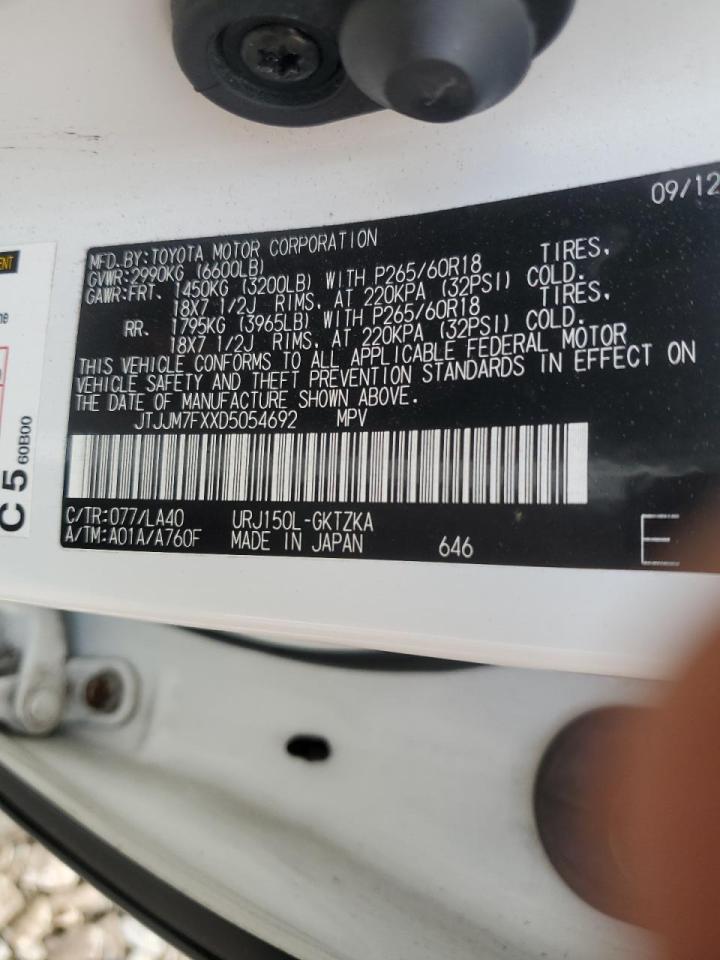 09/12
MFD.BY:TOYOTA MOTOR CORPORATION
GVWR:2990KG (6600LB)
GAWR:FRT. 1450KG (3200LB) WITH P265/60R18 TIRES,
18X7 1/2J RIMS, AT 220KPA (32PSI) COLD.
RR. 1795KG (3965LB) WITH P265/60R18 TIRES,
18X7 1/2J RIMS, AT 220KPA (32PSI) COLD.
THIS VEHICLE CONFORMS TO ALL APPLICABLE FEDERAL MOTOR
VEHICLE SAFETY AND THEFT PREVENTION STANDARDS IN EFFECT ON
THE DATE OF MANUFACTURE SHOWN ABOVE.
JTJJM7FXXD5054692 MPV
C/TR:077/LA40 URJ150L-GKTZKA
A/TM:A01A/A760F MADE IN JAPAN 646 E
C 5
60B00